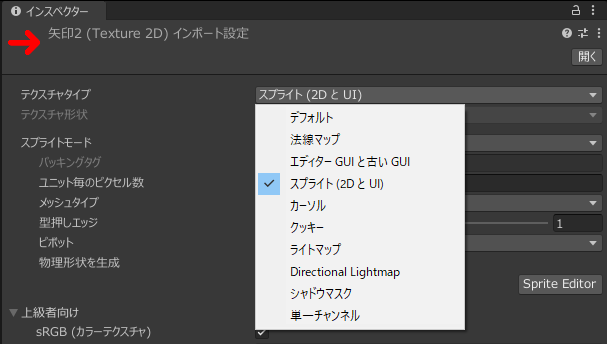 インスペクター
矢印2 (Texture 2D) インポート設定
開く
テクスチャタイプ スプライト (2D と UI)
テクスチャ形状
デフォルト
法線マップ
スプライトモード
エディター GUI と古い GUI
パッキングタグ
スプライト (2D と UI)
ユニット毎のピクセル数
カーソル
メッシュタイプ
クッキー
型押しエッジ 1
ピボット
ライトマップ
物理形状を生成
Directional Lightmap
Sprite Editor
シャドウマスク
上級者向け
単一チャンネル
sRGB (カラーテクスチャ)